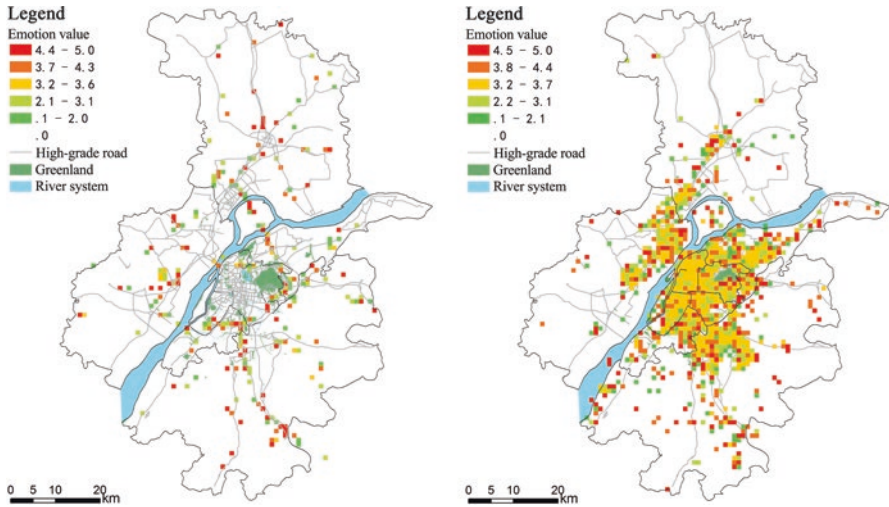 Legend
Emotion value
4.4 - 5.0
3.7 - 4.3
3.2 - 3.6
2.1 - 3.1
.1 - 2.0
.0
High-grade road
Greenland
River system
0 5 10 20
km
Legend
Emotion value
4.5 - 5.0
3.8 - 4.4
3.2 - 3.7
2.2 - 3.1
.1 - 2.1
.0
High-grade road
Greenland
River system
0 5 10 20
km